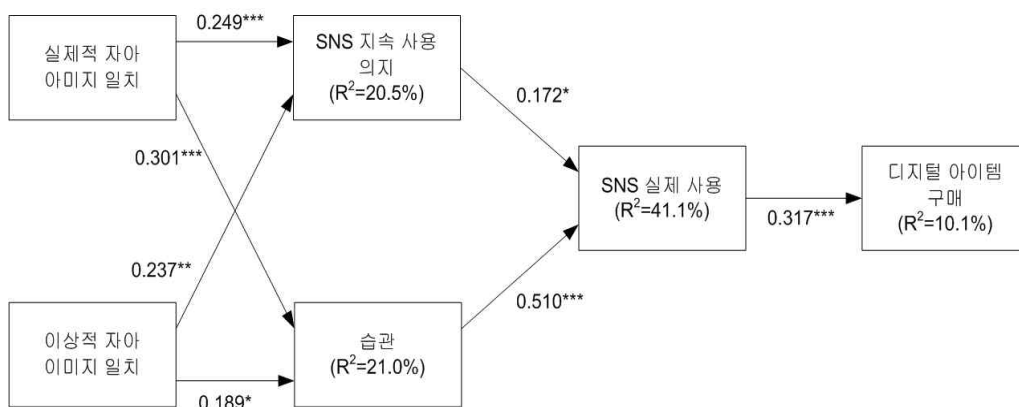 0.249***
실제적 자아
아미지 일치
SNS 지속 사용
의지
(R²=20.5%)
0.172*
0.301***
SNS 실제 사용
(R²=41.1%)
0.317***
디지털 아이템
구매
(R²=10.1%)
0.237**
0.510***
이상적 자아
이미지 일치
습관
(R²=21.0%)
0.189*